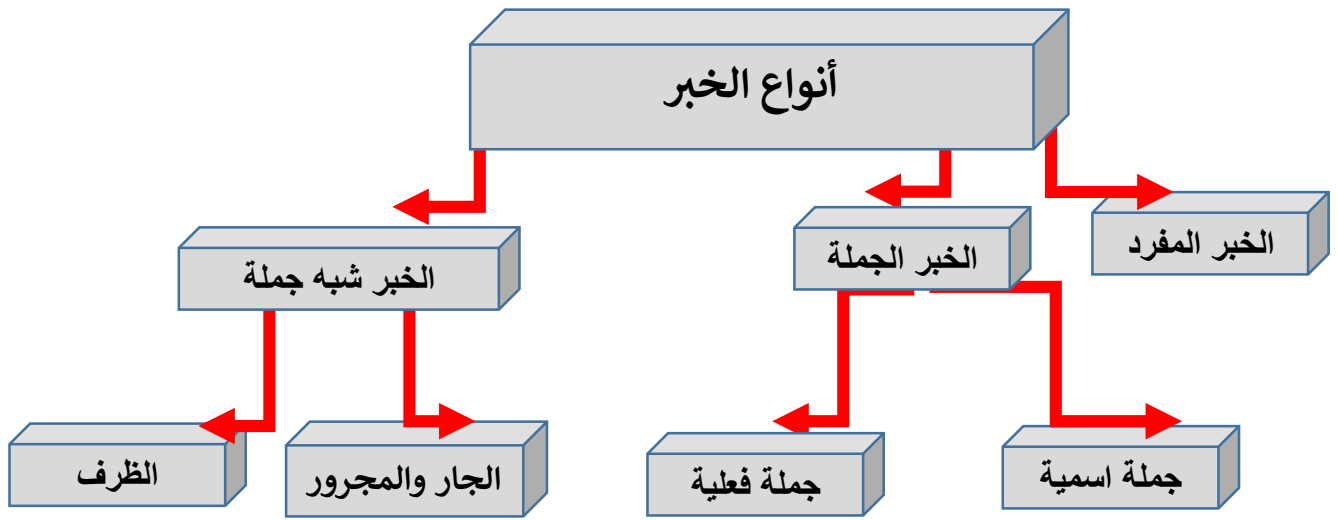 أنواع الخبر
الخبر المفرد
الخبر الجملة
الخبر شبه جملة
جملة اسمية
جملة فعلية
الجار والمجرور
الظرف